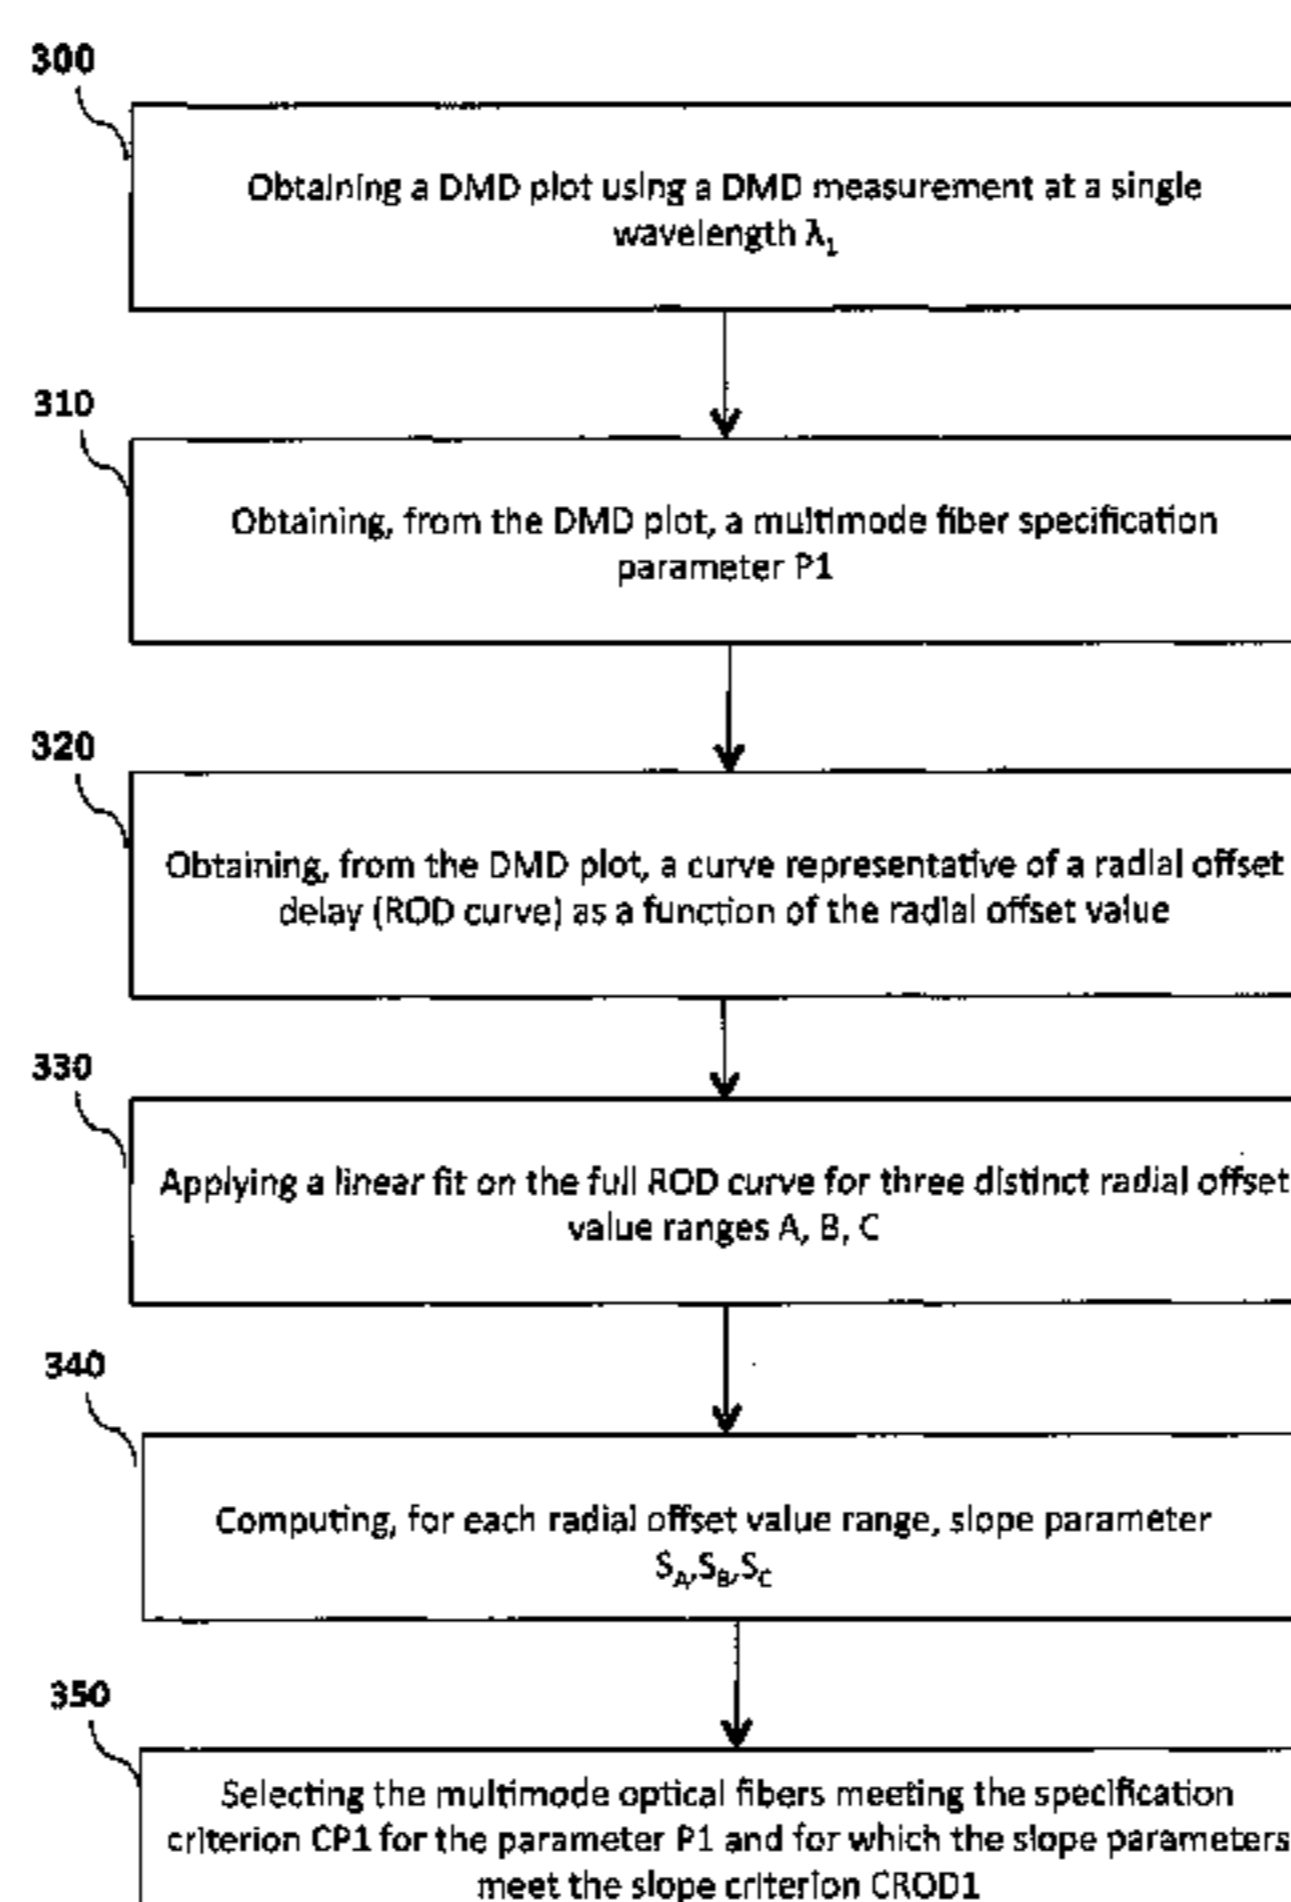 300
Obtaining a DMD plot using a DMD measurement at a single
wavelength λ₁
310
Obtaining, from the DMD plot, a multimode fiber specification
parameter P1
320
Obtaining, from the DMD plot, a curve representative of a radial offset
delay (ROD curve) as a function of the radial offset value
330
Applying a linear fit on the full ROD curve for three distinct radial offset
value ranges A, B, C
340
Computing, for each radial offset value range, slope parameter
S_A,S_B,S_C
350
Selecting the multimode optical fibers meeting the specification
criterion CP1 for the parameter P1 and for which the slope parameters
meet the slope criterion CROD1